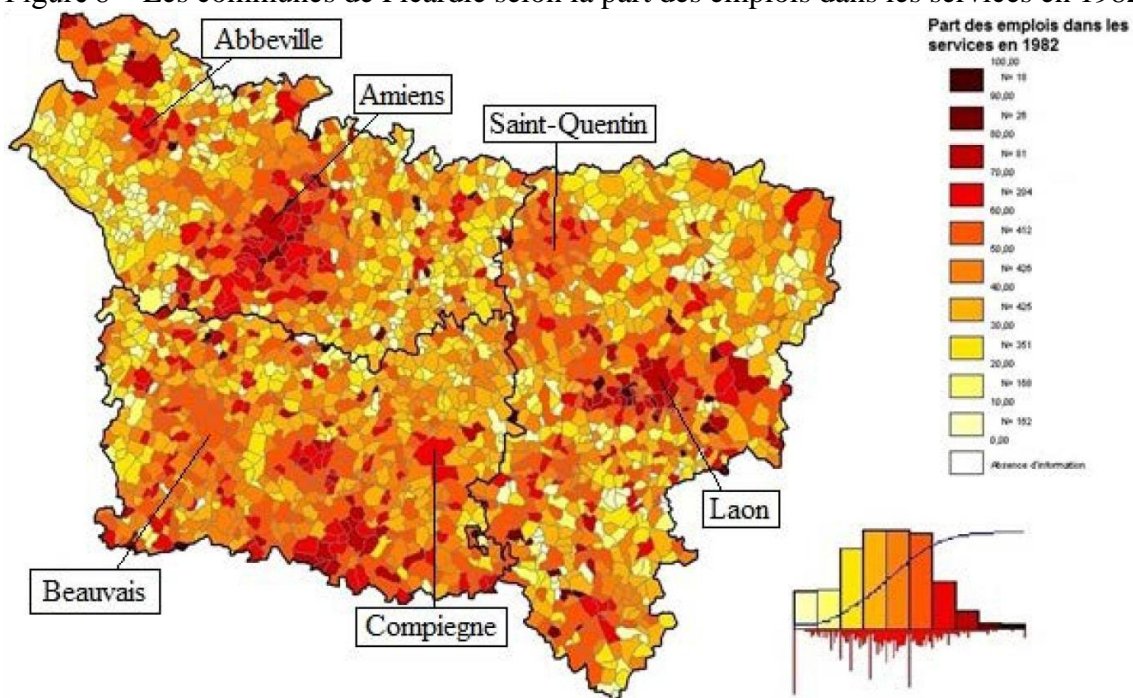 Figure 8 – Les communes de Picardie selon la part des emplois dans les services en 1982
Abbeville
Amiens
Saint-Quentin
Beauvais
Compiegne
Laon
Part des emplois dans les
services en 1982
100,00
N= 18
90,00
N= 26
80,00
N= 81
70,00
N= 204
60,00
N= 412
50,00
N= 426
40,00
N= 425
30,00
N= 351
20,00
N= 168
10,00
N= 162
0,00
Absence d'information